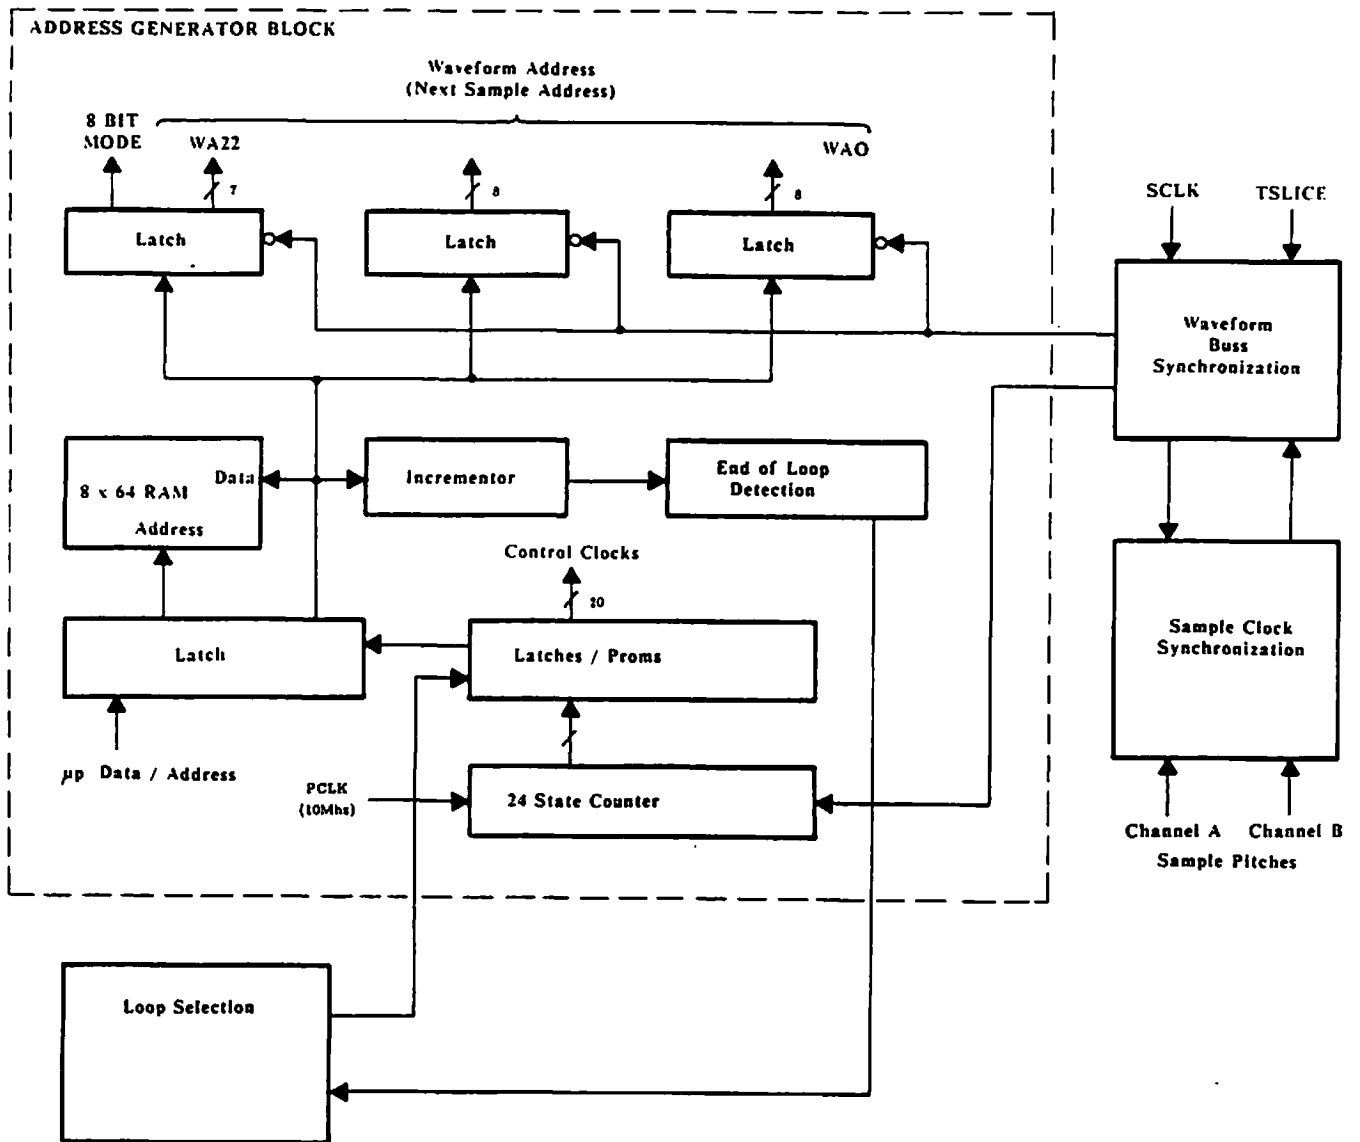 ADDRESS GENERATOR BLOCK
Waveform Address
(Next Sample Address)
8 BIT
MODE
WA22
WAO
7
8
8
SCLK
TSLICE
Latch
Latch
Latch
Waveform
Buss
Synchronization
Data
8 x 64 RAM
Address
Incrementor
End of Loop
Detection
Control Clocks
20
Latch
Latches / Proms
Sample Clock
Synchronization
µp Data / Address
PCLK
(10Mhs)
24 State Counter
Channel A
Channel B
Sample Pitches
Loop Selection